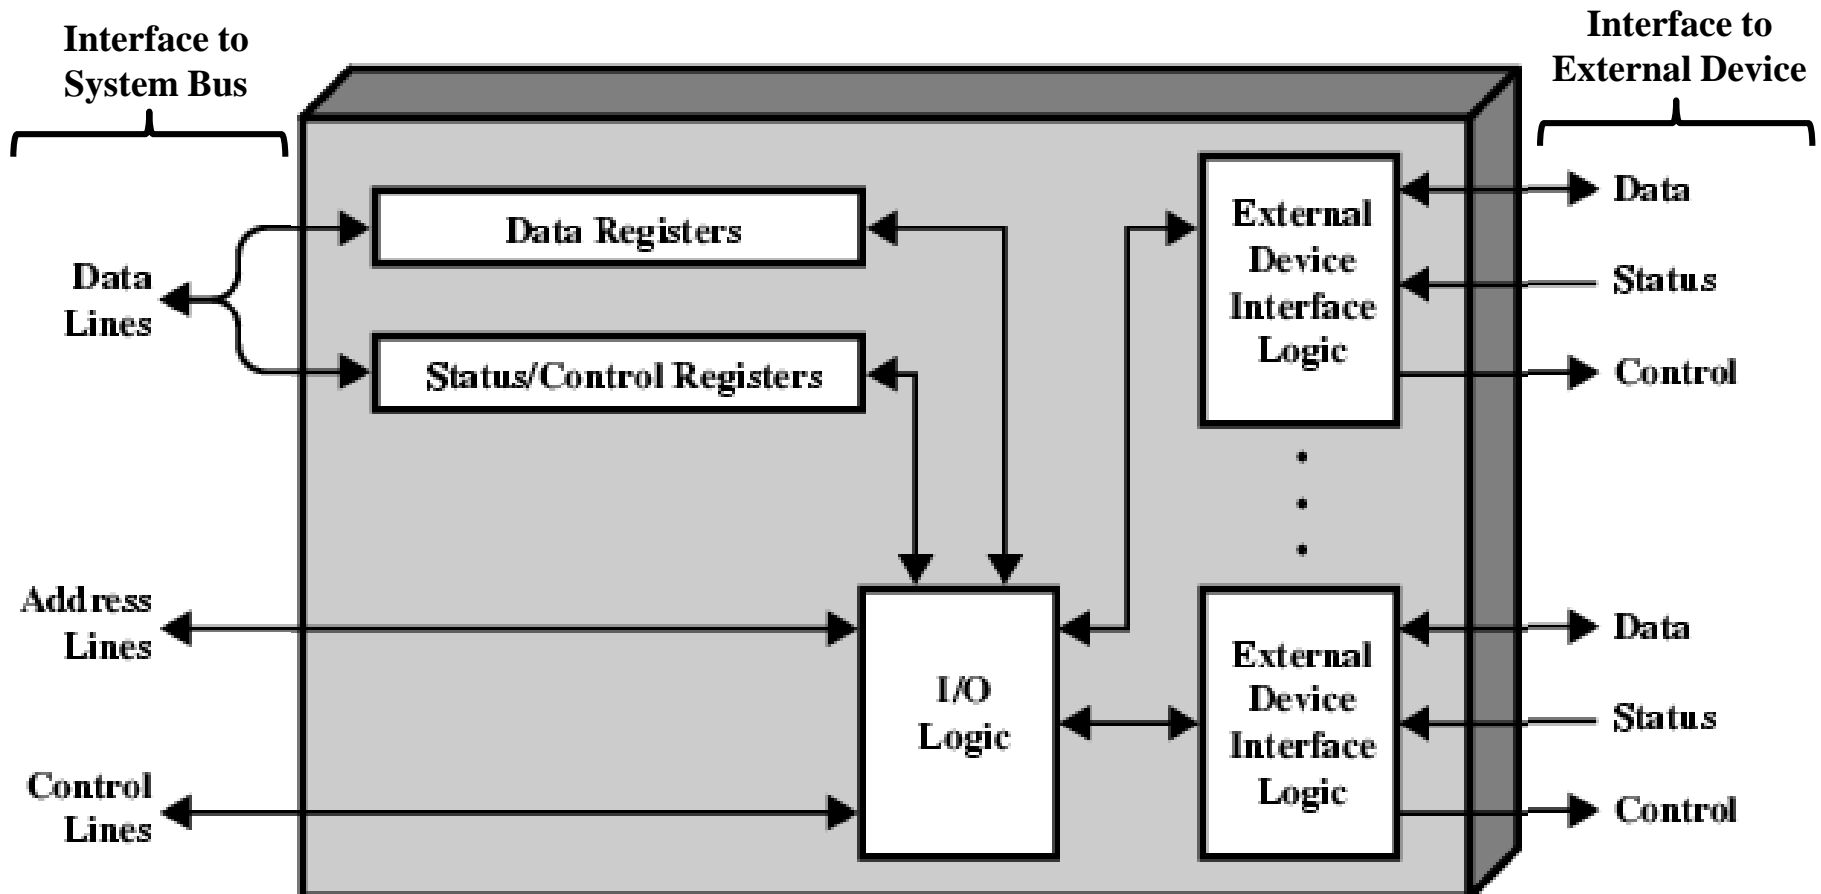 Interface to
System Bus
Interface to
External Device
Data Registers
Status/Control Registers
Data
Lines
Address
Lines
Control
Lines
I/O
Logic
External
Device
Interface
Logic
Data
Status
Control
External
Device
Interface
Logic
Data
Status
Control